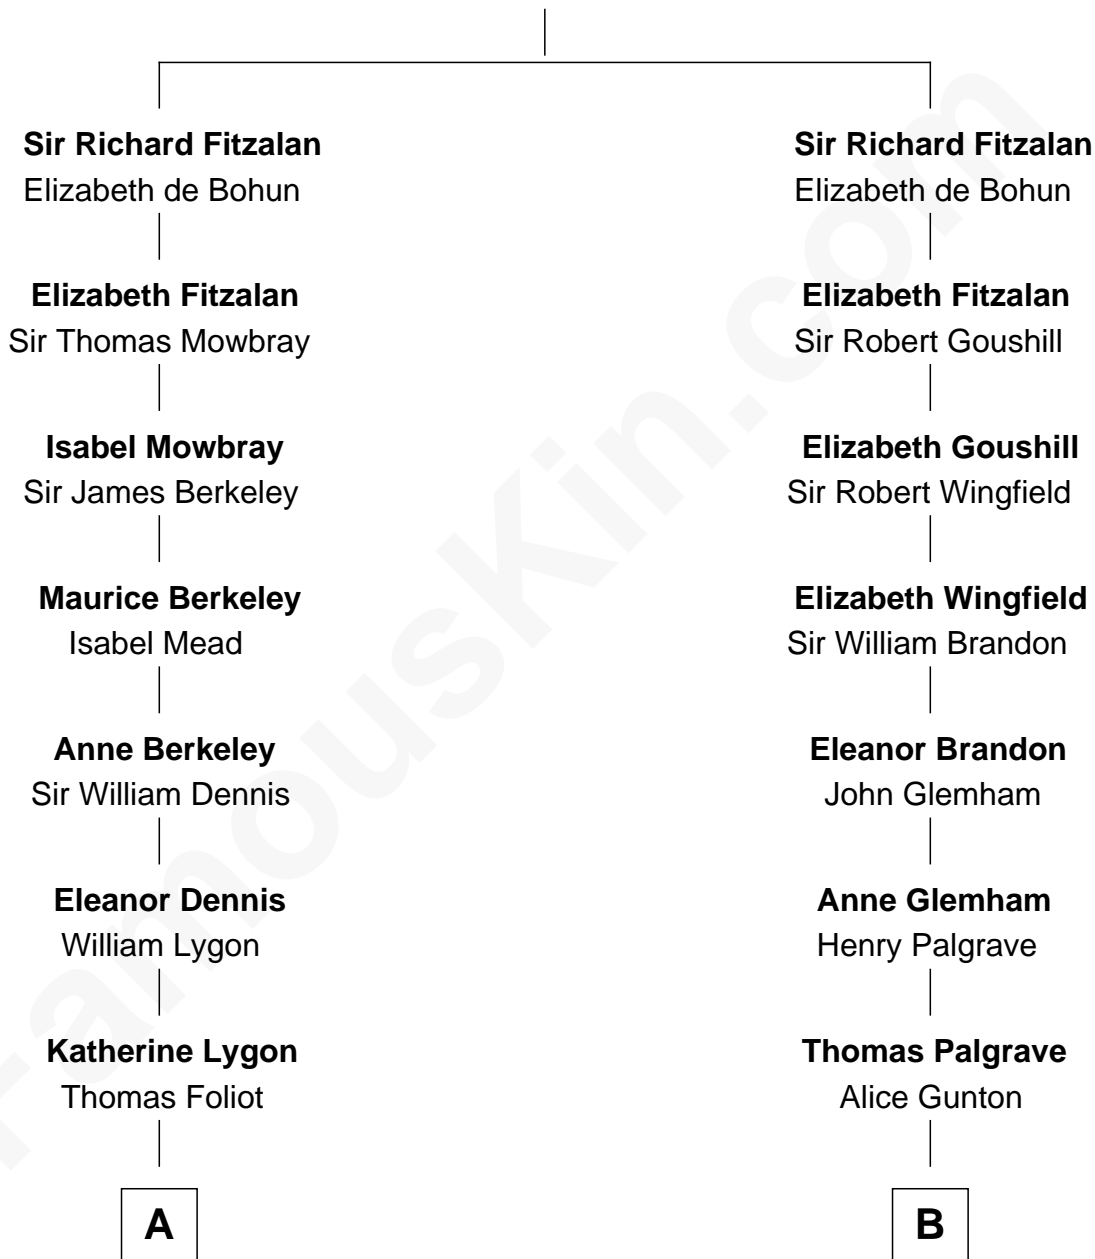 Sir Richard Fitzalan
Elizabeth de Bohun
Elizabeth Fitzalan
Sir Thomas Mowbray
Isabel Mowbray
Sir James Berkeley
Maurice Berkeley
Isabel Mead
Anne Berkeley
Sir William Dennis
Eleanor Dennis
William Lygon
Katherine Lygon
Thomas Foliot
A
Sir Richard Fitzalan
Elizabeth de Bohun
Elizabeth Fitzalan
Sir Robert Goushill
Elizabeth Goushill
Sir Robert Wingfield
Elizabeth Wingfield
Sir William Brandon
Eleanor Brandon
John Glemham
Anne Glemham
Henry Palgrave
Thomas Palgrave
Alice Gunton
B
FamousKin.com